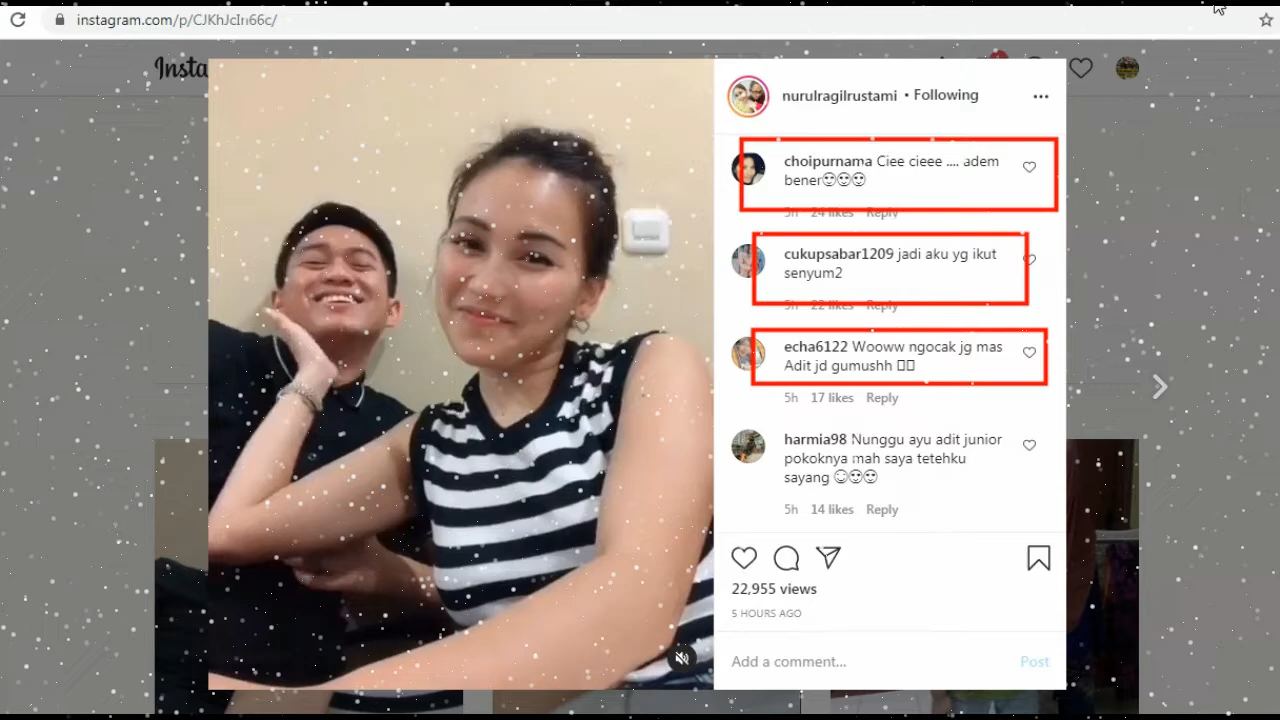 instagram.com/p/CJKhJcIri66c/
Insta
nurulragilrustami • Following
choipurnama Ciee cieee .... adem
bener😍😍😍
5h 24 likes Reply
cukupsabar1209 jadi aku yg ikut
senyum2
5h 22 likes Reply
echa6122 Wooww ngocak jg mas
Adit jd gumushh ▯▯
5h 17 likes Reply
harmia98 Nunggu ayu adit junior
pokoknya mah saya tetehku
sayang ☺😍😍
5h 14 likes Reply
22,955 views
5 HOURS AGO
Add a comment... Post